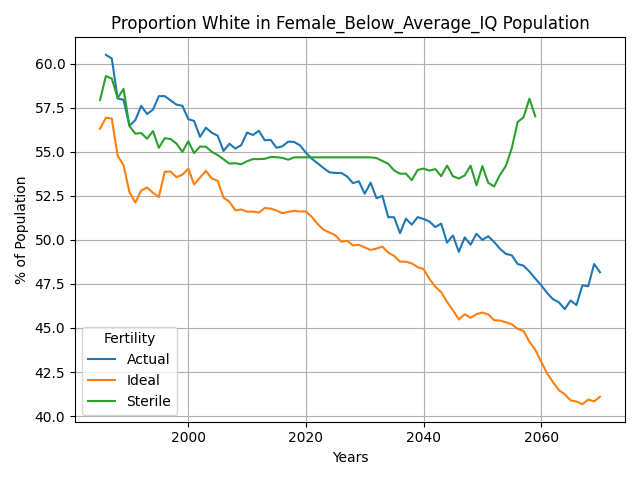 Proportion White in Female_Below_Average_IQ Population
% of Population
60.0
57.5
55.0
52.5
50.0
47.5
45.0
42.5
40.0
Fertility
Actual
Ideal
Sterile
2000
2020
2040
2060
Years